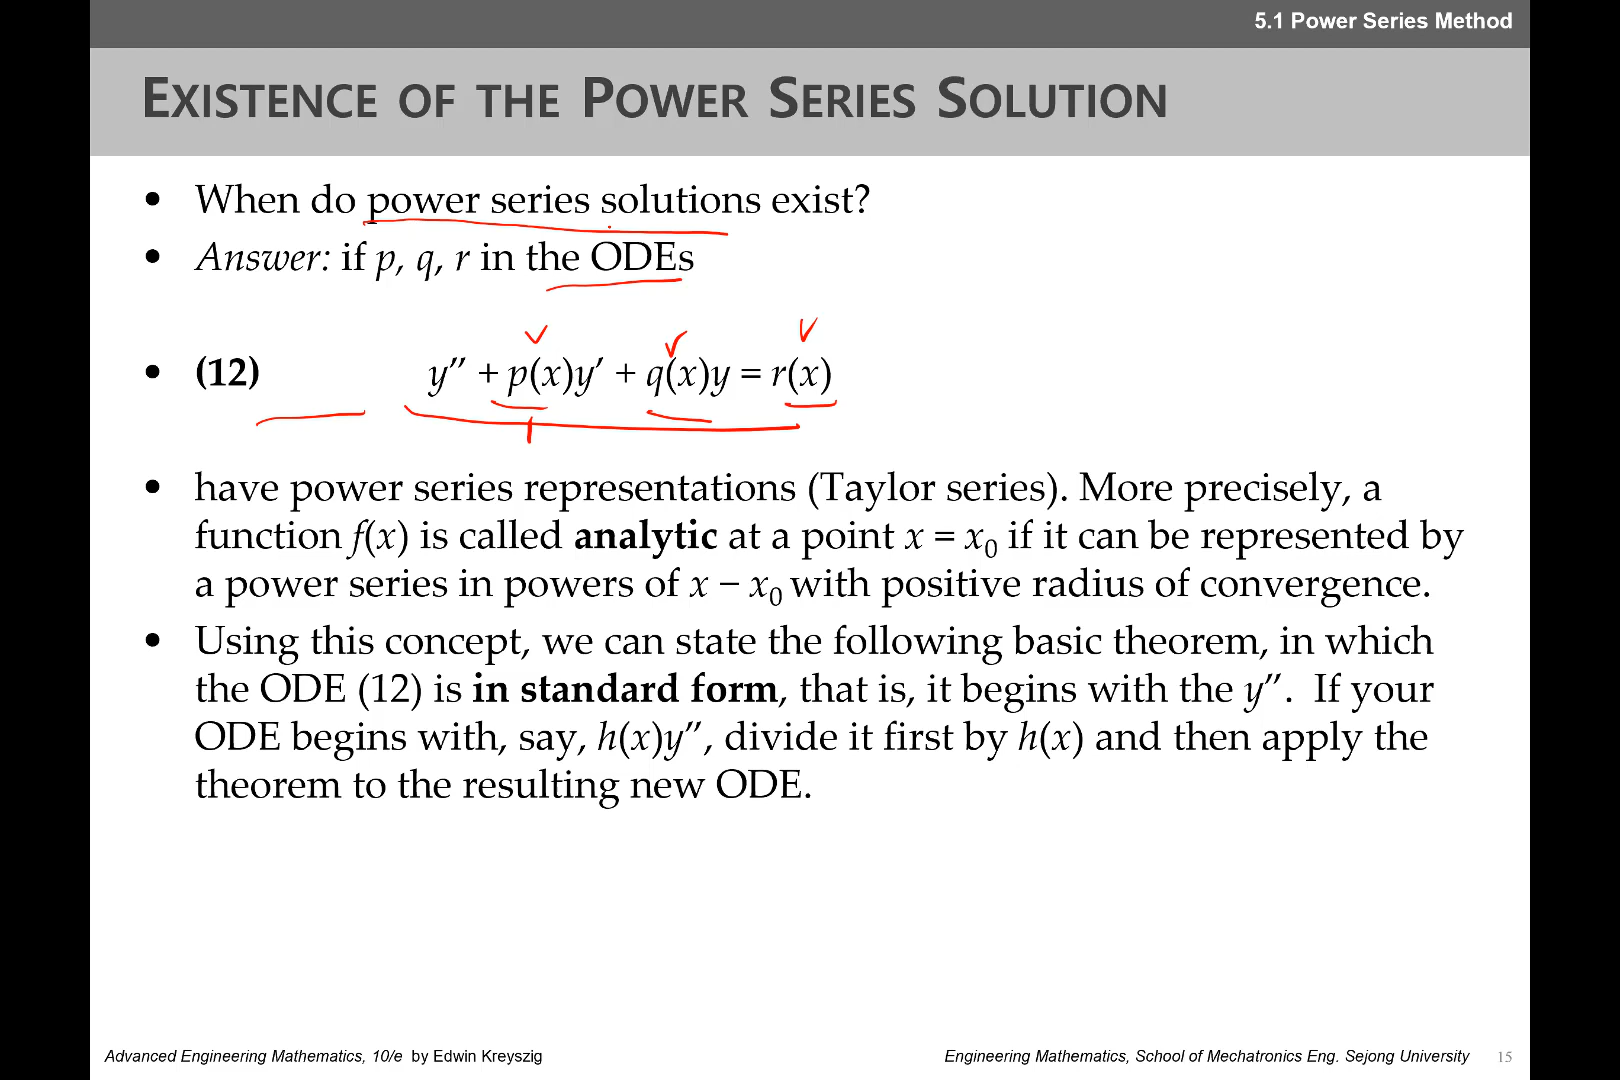 5.1 Power Series Method
EXISTENCE OF THE POWER SERIES SOLUTION
• When do power series solutions exist?
• Answer: if p, q, r in the ODEs
• (12) y″ + p(x)y′ + q(x)y = r(x)
• have power series representations (Taylor series). More precisely, a
function f(x) is called analytic at a point x = x₀ if it can be represented by
a power series in powers of x − x₀ with positive radius of convergence.
• Using this concept, we can state the following basic theorem, in which
the ODE (12) is in standard form, that is, it begins with the y″. If your
ODE begins with, say, h(x)y″, divide it first by h(x) and then apply the
theorem to the resulting new ODE.
Advanced Engineering Mathematics, 10/e by Edwin Kreyszig
Engineering Mathematics, School of Mechatronics Eng. Sejong University 15